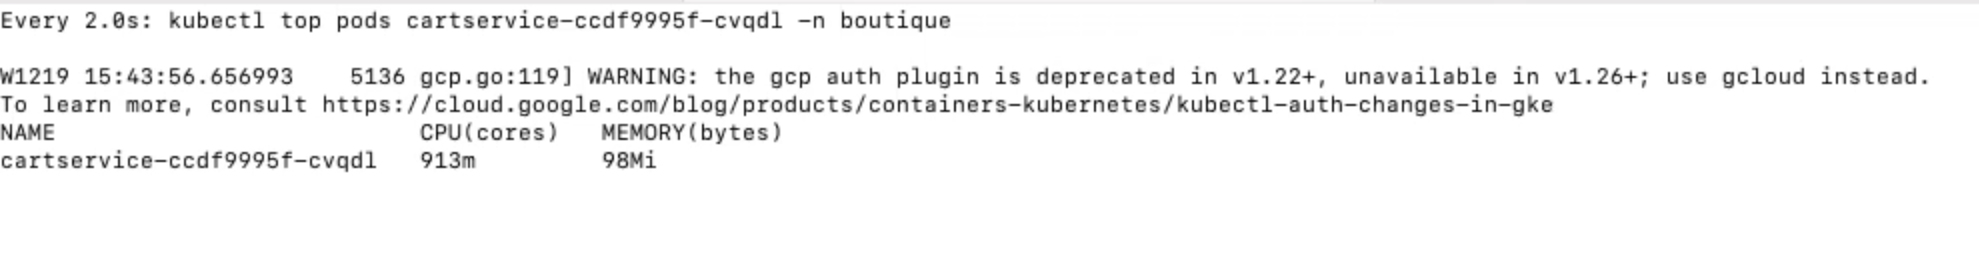 Every 2.0s: kubectl top pods cartservice-ccdf9995f-cvqdl -n boutique
W1219 15:43:56.656993    5136 gcp.go:119] WARNING: the gcp auth plugin is deprecated in v1.22+, unavailable in v1.26+; use gcloud instead.
To learn more, consult https://cloud.google.com/blog/products/containers-kubernetes/kubectl-auth-changes-in-gke
NAME                          CPU(cores)   MEMORY(bytes)
cartservice-ccdf9995f-cvqdl   913m         98Mi